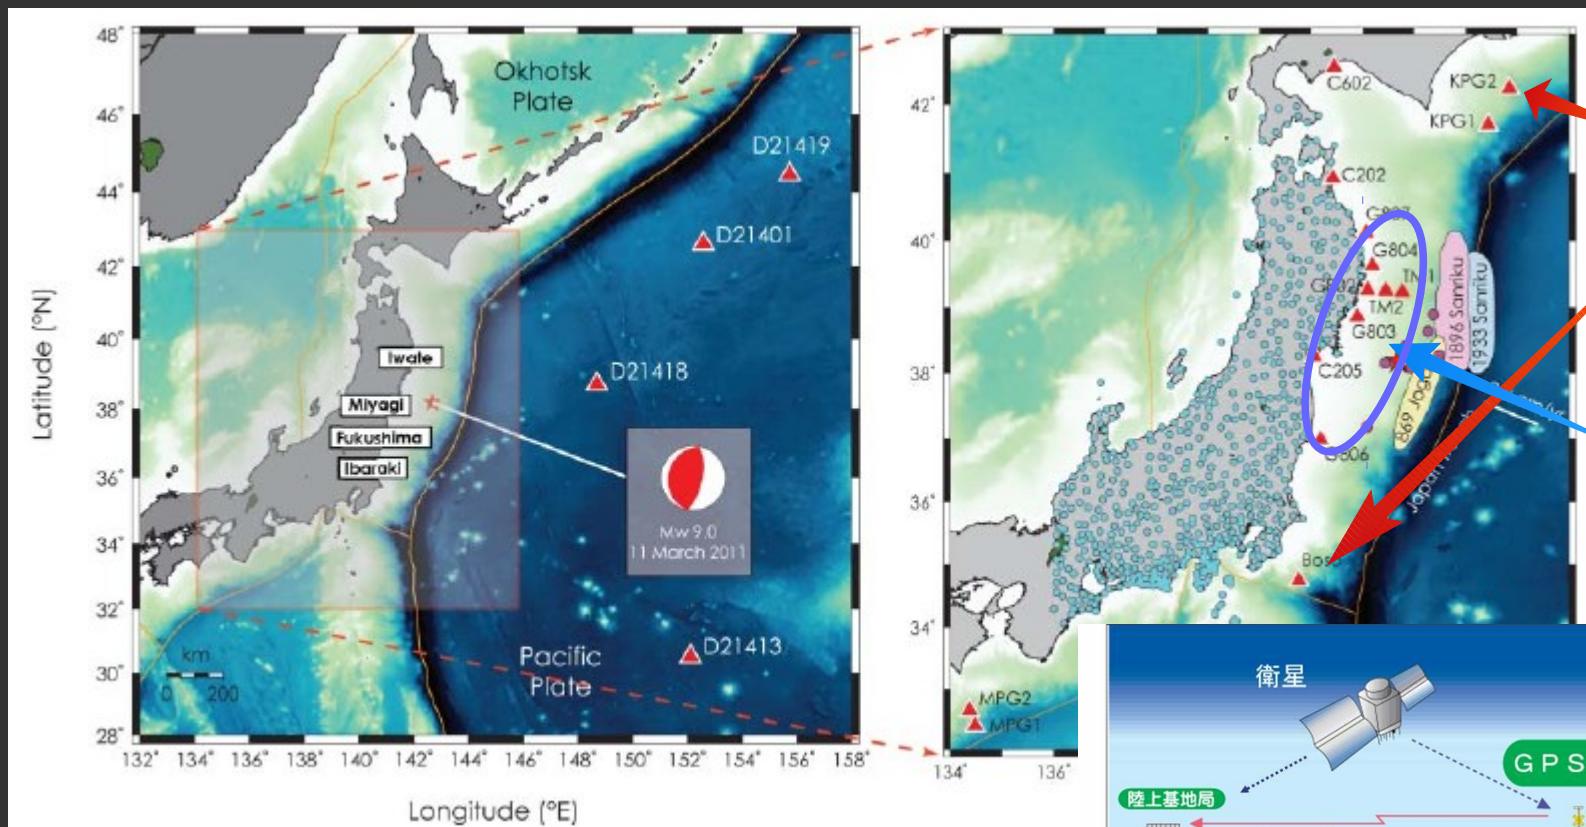 48°
46°
44°
42°
40°
38°
36°
34°
32°
30°
28°
Latitude (°N)
Okhotsk
Plate
D21419
D21401
D21418
Iwate
Miyagi
Fukushima
Ibaraki
Mw 9.0
11 March 2011
D21413
Pacific
Plate
km
0 200
132° 134° 136° 138° 140° 142° 144° 146° 148° 150° 152° 154° 156° 158°
Longitude (°E)
42°
40°
38°
36°
34°
134° 136°
C602
KPG2
KPG1
C202
G807
G804
TM1
TM2
G803
C205
G806
1896 Sanriku
1933 Sanriku
869
Japan
MPG2
MPG1
衛星
GPS
陸上基地局